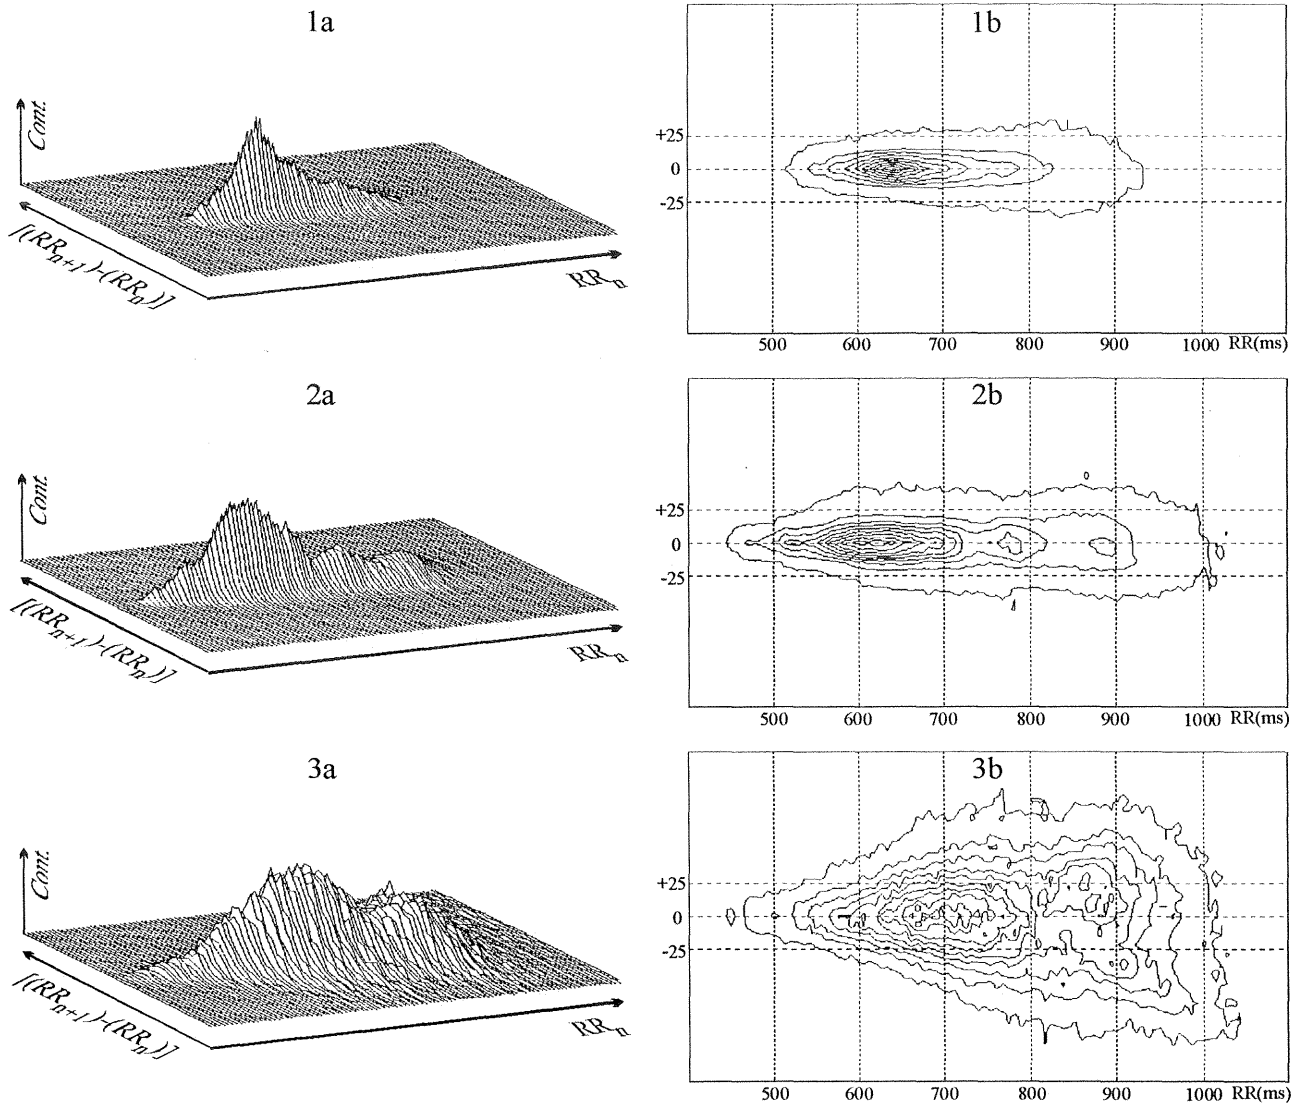 1a
Cont.
[(RRn+1)-(RRn)]
RRn
1b
+25
0
-25
500 600 700 800 900 1000 RR(ms)
2a
Cont.
[(RRn+1)-(RRn)]
RRn
2b
+25
0
-25
500 600 700 800 900 1000 RR(ms)
3a
Cont.
[(RRn+1)-(RRn)]
RRn
3b
+25
0
-25
500 600 700 800 900 1000 RR(ms)